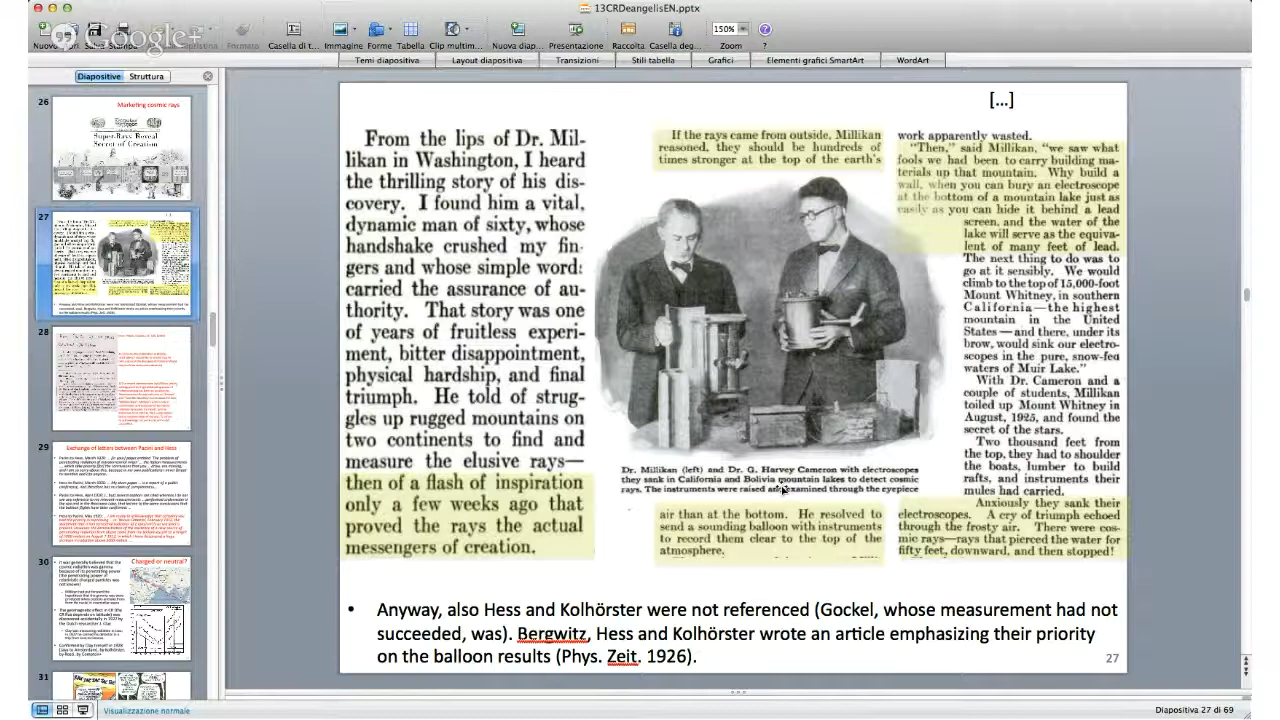 13CRDeangelisEN.pptx
Google+
Formato
Casella di t...
Immagine
Forme
Tabella
Clip multim...
Nuova diap...
Presentazione
Raccolta
Casella deg...
150%
Zoom
?
Temi diapositiva
Layout diapositiva
Transizioni
Stili tabella
Grafici
Elementi grafici SmartArt
WordArt
Diapositive
Struttura
26
Marketing cosmic rays
Super-Rays Reveal
Secret of Creation
27
28
29
Exchange of letters between Pacini and Hess
30
Charged or neutral?
31
[...]
From the lips of Dr. Mil-
likan in Washington, I heard
the thrilling story of his dis-
covery. I found him a vital,
dynamic man of sixty, whose
handshake crushed my fin-
gers and whose simple word:
carried the assurance of au-
thority. That story was one
of years of fruitless experi-
ment, bitter disappointment,
physical hardship, and final
triumph. He told of strug-
gles up rugged mountains on
two continents to find and
measure the elusive rays—
then of a flash of inspiration
only a few weeks ago that
proved the rays the actual
messengers of creation.
If the rays came from outside, Millikan
reasoned, they should be hundreds of
times stronger at the top of the earth's
Dr. Millikan (left) and Dr. G. Harvey Cameron with electroscopes
they sank in California and Bolivia mountain lakes to detect cosmic
rays. The instruments were raised and examined through the eyepiece
air than at the bottom. He resolved to
send a sounding balloon with instruments
to record them clear to the top of the
atmosphere.
work apparently wasted.
"Then," said Millikan, "we saw what
fools we had been to carry building ma-
terials up that mountain. Why build a
wall, when you can bury an electroscope
at the bottom of a mountain lake just as
easily as you can hide it behind a lead
screen, and the water of the
lake will serve as the equiva-
lent of many feet of lead.
The next thing to do was to
go at it sensibly. We would
climb to the top of 15,000-foot
Mount Whitney, in southern
California—the highest
mountain in the United
States—and there, under its
brow, would sink our electro-
scopes in the pure, snow-fed
waters of Muir Lake."
With Dr. Cameron and a
couple of students, Millikan
toiled up Mount Whitney in
August, 1925, and found the
secret of the stars.
Two thousand feet from
the top, they had to shoulder
the boats, lumber to build
rafts, and instruments their
mules had carried.
Anxiously they sank their
electroscopes. A cry of triumph echoed
through the frosty air. There were cos-
mic rays—rays that pierced the water for
fifty feet, downward, and then stopped!
• Anyway, also Hess and Kolhörster were not referenced (Gockel, whose measurement had not
succeeded, was). Bergwitz, Hess and Kolhörster wrote an article emphasizing their priority
on the balloon results (Phys. Zeit. 1926).
27
Visualizzazione normale
Diapositiva 27 di 69